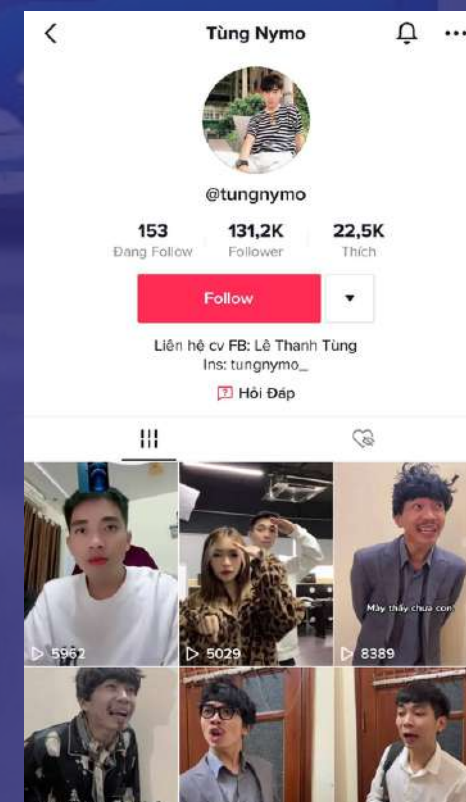 Tùng Nymo
@tungnymo
153 131,2K 22,5K
Đang Follow Follower Thích
Follow
Liên hệ cv FB: Lê Thanh Tùng
Ins: tungnymo_
Hỏi Đáp
Mày thấy chưa con
5962 5029 8389